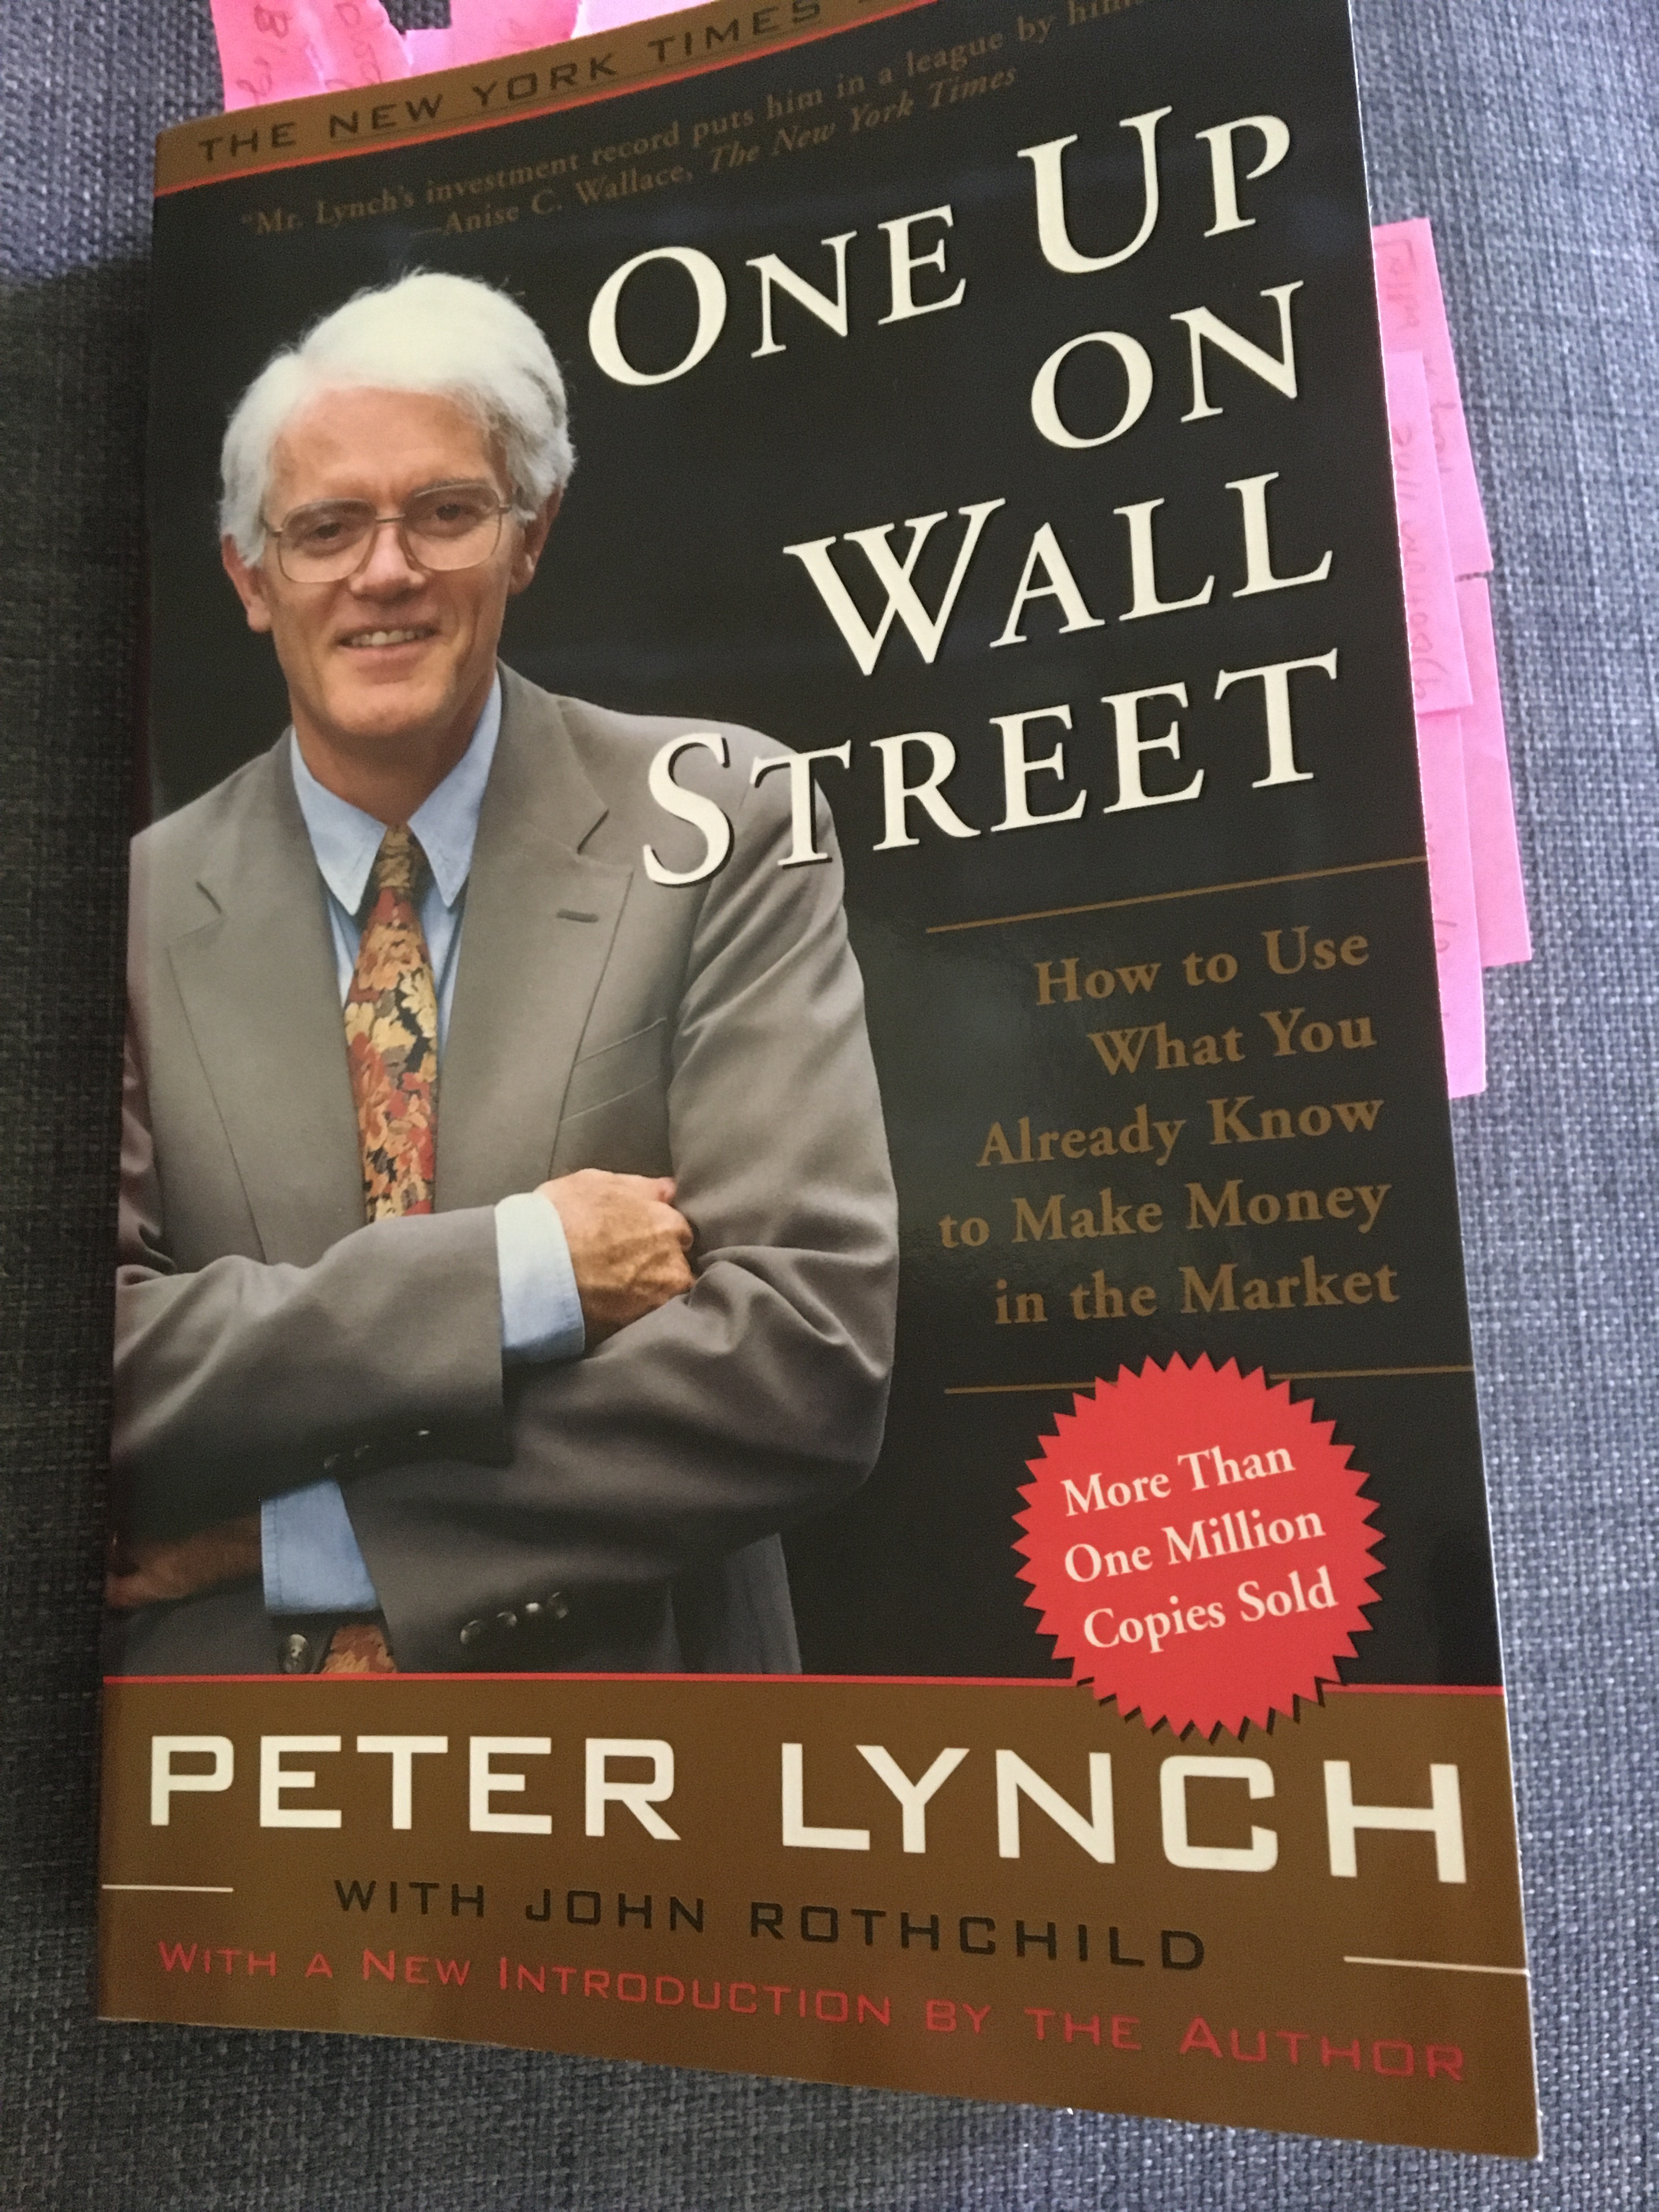 THE NEW YORK TIMES
"Mr. Lynch's investment record puts him in a league by
—Anise C. Wallace, The New York Times
ONE UP
ON
WALL
STREET
How to Use
What You
Already Know
to Make Money
in the Market
More Than
One Million
Copies Sold
PETER LYNCH
WITH JOHN ROTHCHILD
WITH A NEW INTRODUCTION BY THE AUTHOR